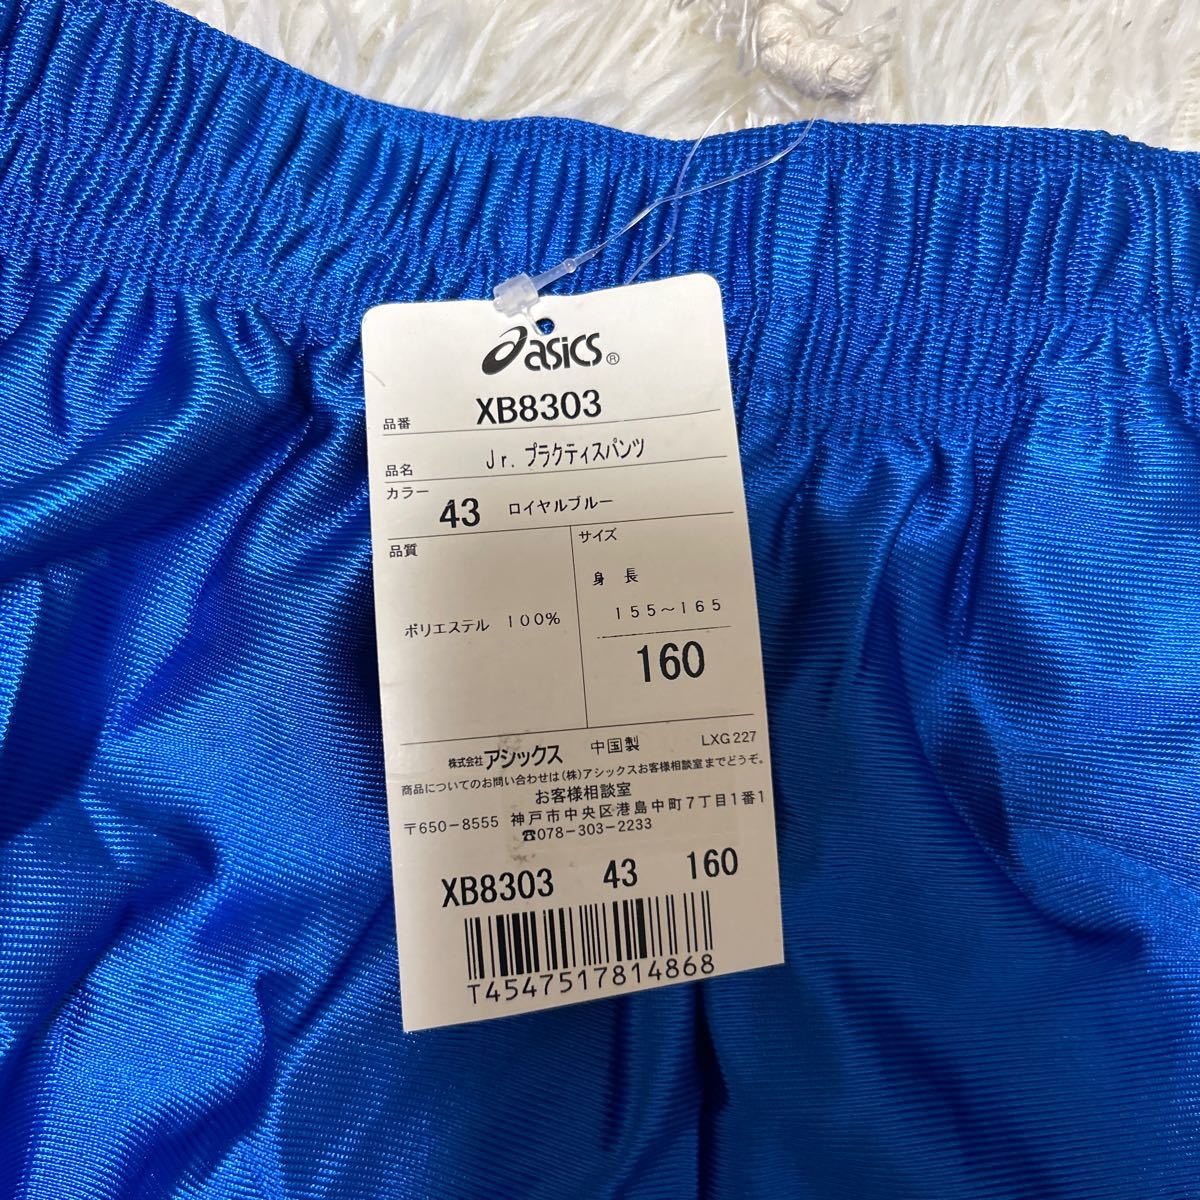 asics®
品番 XB8303
品名 Jr. プラクティスパンツ
カラー 43 ロイヤルブルー
品質
ポリエステル 100%
サイズ
身 長
155〜165
160
株式会社 アシックス 中国製 LXG227
商品についてのお問い合わせは(株)アシックスお客様相談室までどうぞ。
お客様相談室
〒650-8555 神戸市中央区港島中町7丁目1番1
☎078-303-2233
XB8303 43 160
T4547517814868